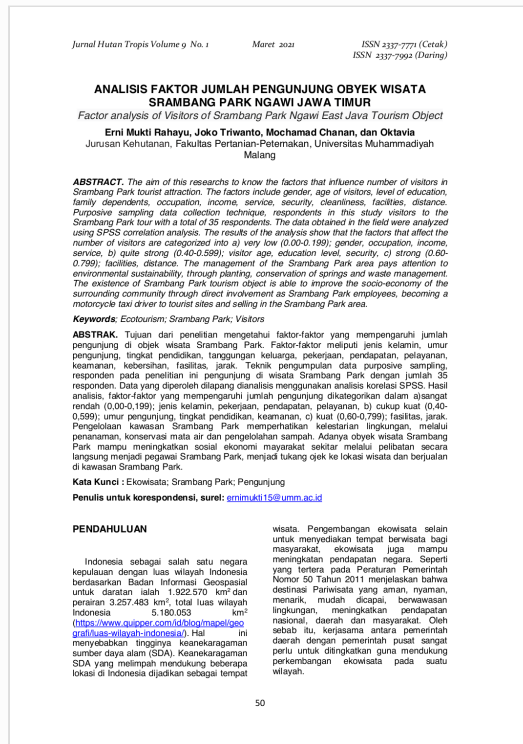 Jurnal Hutan Tropis Volume 9 No. 1 Maret 2021 ISSN 2337-7771 (Cetak)
ISSN 2337-7992 (Daring)
ANALISIS FAKTOR JUMLAH PENGUNJUNG OBYEK WISATA
SRAMBANG PARK NGAWI JAWA TIMUR
Factor analysis of Visitors of Srambang Park Ngawi East Java Tourism Object
Erni Mukti Rahayu, Joko Triwanto, Mochamad Chanan, dan Oktavia
Jurusan Kehutanan, Fakultas Pertanian-Peternakan, Universitas Muhammadiyah
Malang
ABSTRACT. The aim of this researchs to know the factors that influence number of visitors in
Srambang Park tourist attraction. The factors include gender, age of visitors, level of education,
family dependents, occupation, income, service, security, cleanliness, facilities, distance.
Purposive sampling data collection technique, respondents in this study visitors to the
Srambang Park tour with a total of 35 respondents. The data obtained in the field were analyzed
using SPSS correlation analysis. The results of the analysis show that the factors that affect the
number of visitors are categorized into a) very low (0.00-0.199); gender, occupation, income,
service, b) quite strong (0.40-0.599); visitor age, education level, security, c) strong (0.60-
0.799); facilities, distance. The management of the Srambang Park area pays attention to
environmental sustainability, through planting, conservation of springs and waste management.
The existence of Srambang Park tourism object is able to improve the socio-economy of the
surrounding community through direct involvement as Srambang Park employees, becoming a
motorcycle taxi driver to tourist sites and selling in the Srambang Park area.
Keywords; Ecotourism; Srambang Park; Visitors
ABSTRAK. Tujuan dari penelitian mengetahui faktor-faktor yang mempengaruhi jumlah
pengunjung di objek wisata Srambang Park. Faktor-faktor meliputi jenis kelamin, umur
pengunjung, tingkat pendidikan, tanggungan keluarga, pekerjaan, pendapatan, pelayanan,
keamanan, kebersihan, fasilitas, jarak. Teknik pengumpulan data purposive sampling,
responden pada penelitian ini pengunjung di wisata Srambang Park dengan jumlah 35
responden. Data yang diperoleh dilapang dianalisis menggunakan analisis korelasi SPSS. Hasil
analisis, faktor-faktor yang mempengaruhi jumlah pengunjung dikategorikan dalam a)sangat
rendah (0,00-0,199); jenis kelamin, pekerjaan, pendapatan, pelayanan, b) cukup kuat (0,40-
0,599); umur pengunjung, tingkat pendidikan, keamanan, c) kuat (0,60-0,799); fasilitas, jarak.
Pengelolaan kawasan Srambang Park memperhatikan kelestarian lingkungan, melalui
penanaman, konservasi mata air dan pengelolahan sampah. Adanya obyek wisata Srambang
Park mampu meningkatkan sosial ekonomi masyarakat sekitar melalui pelibatan secara
langsung menjadi pegawai Srambang Park, menjadi tukang ojek ke lokasi wisata dan berjualan
di kawasan Srambang Park.
Kata Kunci : Ekowisata; Srambang Park; Pengunjung
Penulis untuk korespondensi, surel: ernimukti15@umm.ac.id
PENDAHULUAN
Indonesia sebagai salah satu negara
kepulauan dengan luas wilayah Indonesia
berdasarkan Badan Informasi Geospasial
untuk daratan ialah 1.922.570 km² dan
perairan 3.257.483 km², total luas wilayah
Indonesia 5.180.053 km²
(https://www.quipper.com/id/blog/mapel/geo
grafi/luas-wilayah-indonesia/). Hal ini
menyebabkan tingginya keanekaragaman
sumber daya alam (SDA). Keanekaragaman
SDA yang melimpah mendukung beberapa
lokasi di Indonesia dijadikan sebagai tempat
wisata. Pengembangan ekowisata selain
untuk menyediakan tempat berwisata bagi
masyarakat, ekowisata juga mampu
meningkatan pendapatan negara. Seperti
yang tertera pada Peraturan Pemerintah
Nomor 50 Tahun 2011 menjelaskan bahwa
destinasi Pariwisata yang aman, nyaman,
menarik, mudah dicapai, berwawasan
lingkungan, meningkatkan pendapatan
nasional, daerah dan masyarakat. Oleh
sebab itu, kerjasama antara pemerintah
daerah dengan pemerintah pusat sangat
perlu untuk ditingkatkan guna mendukung
perkembangan ekowisata pada suatu
wilayah.
50